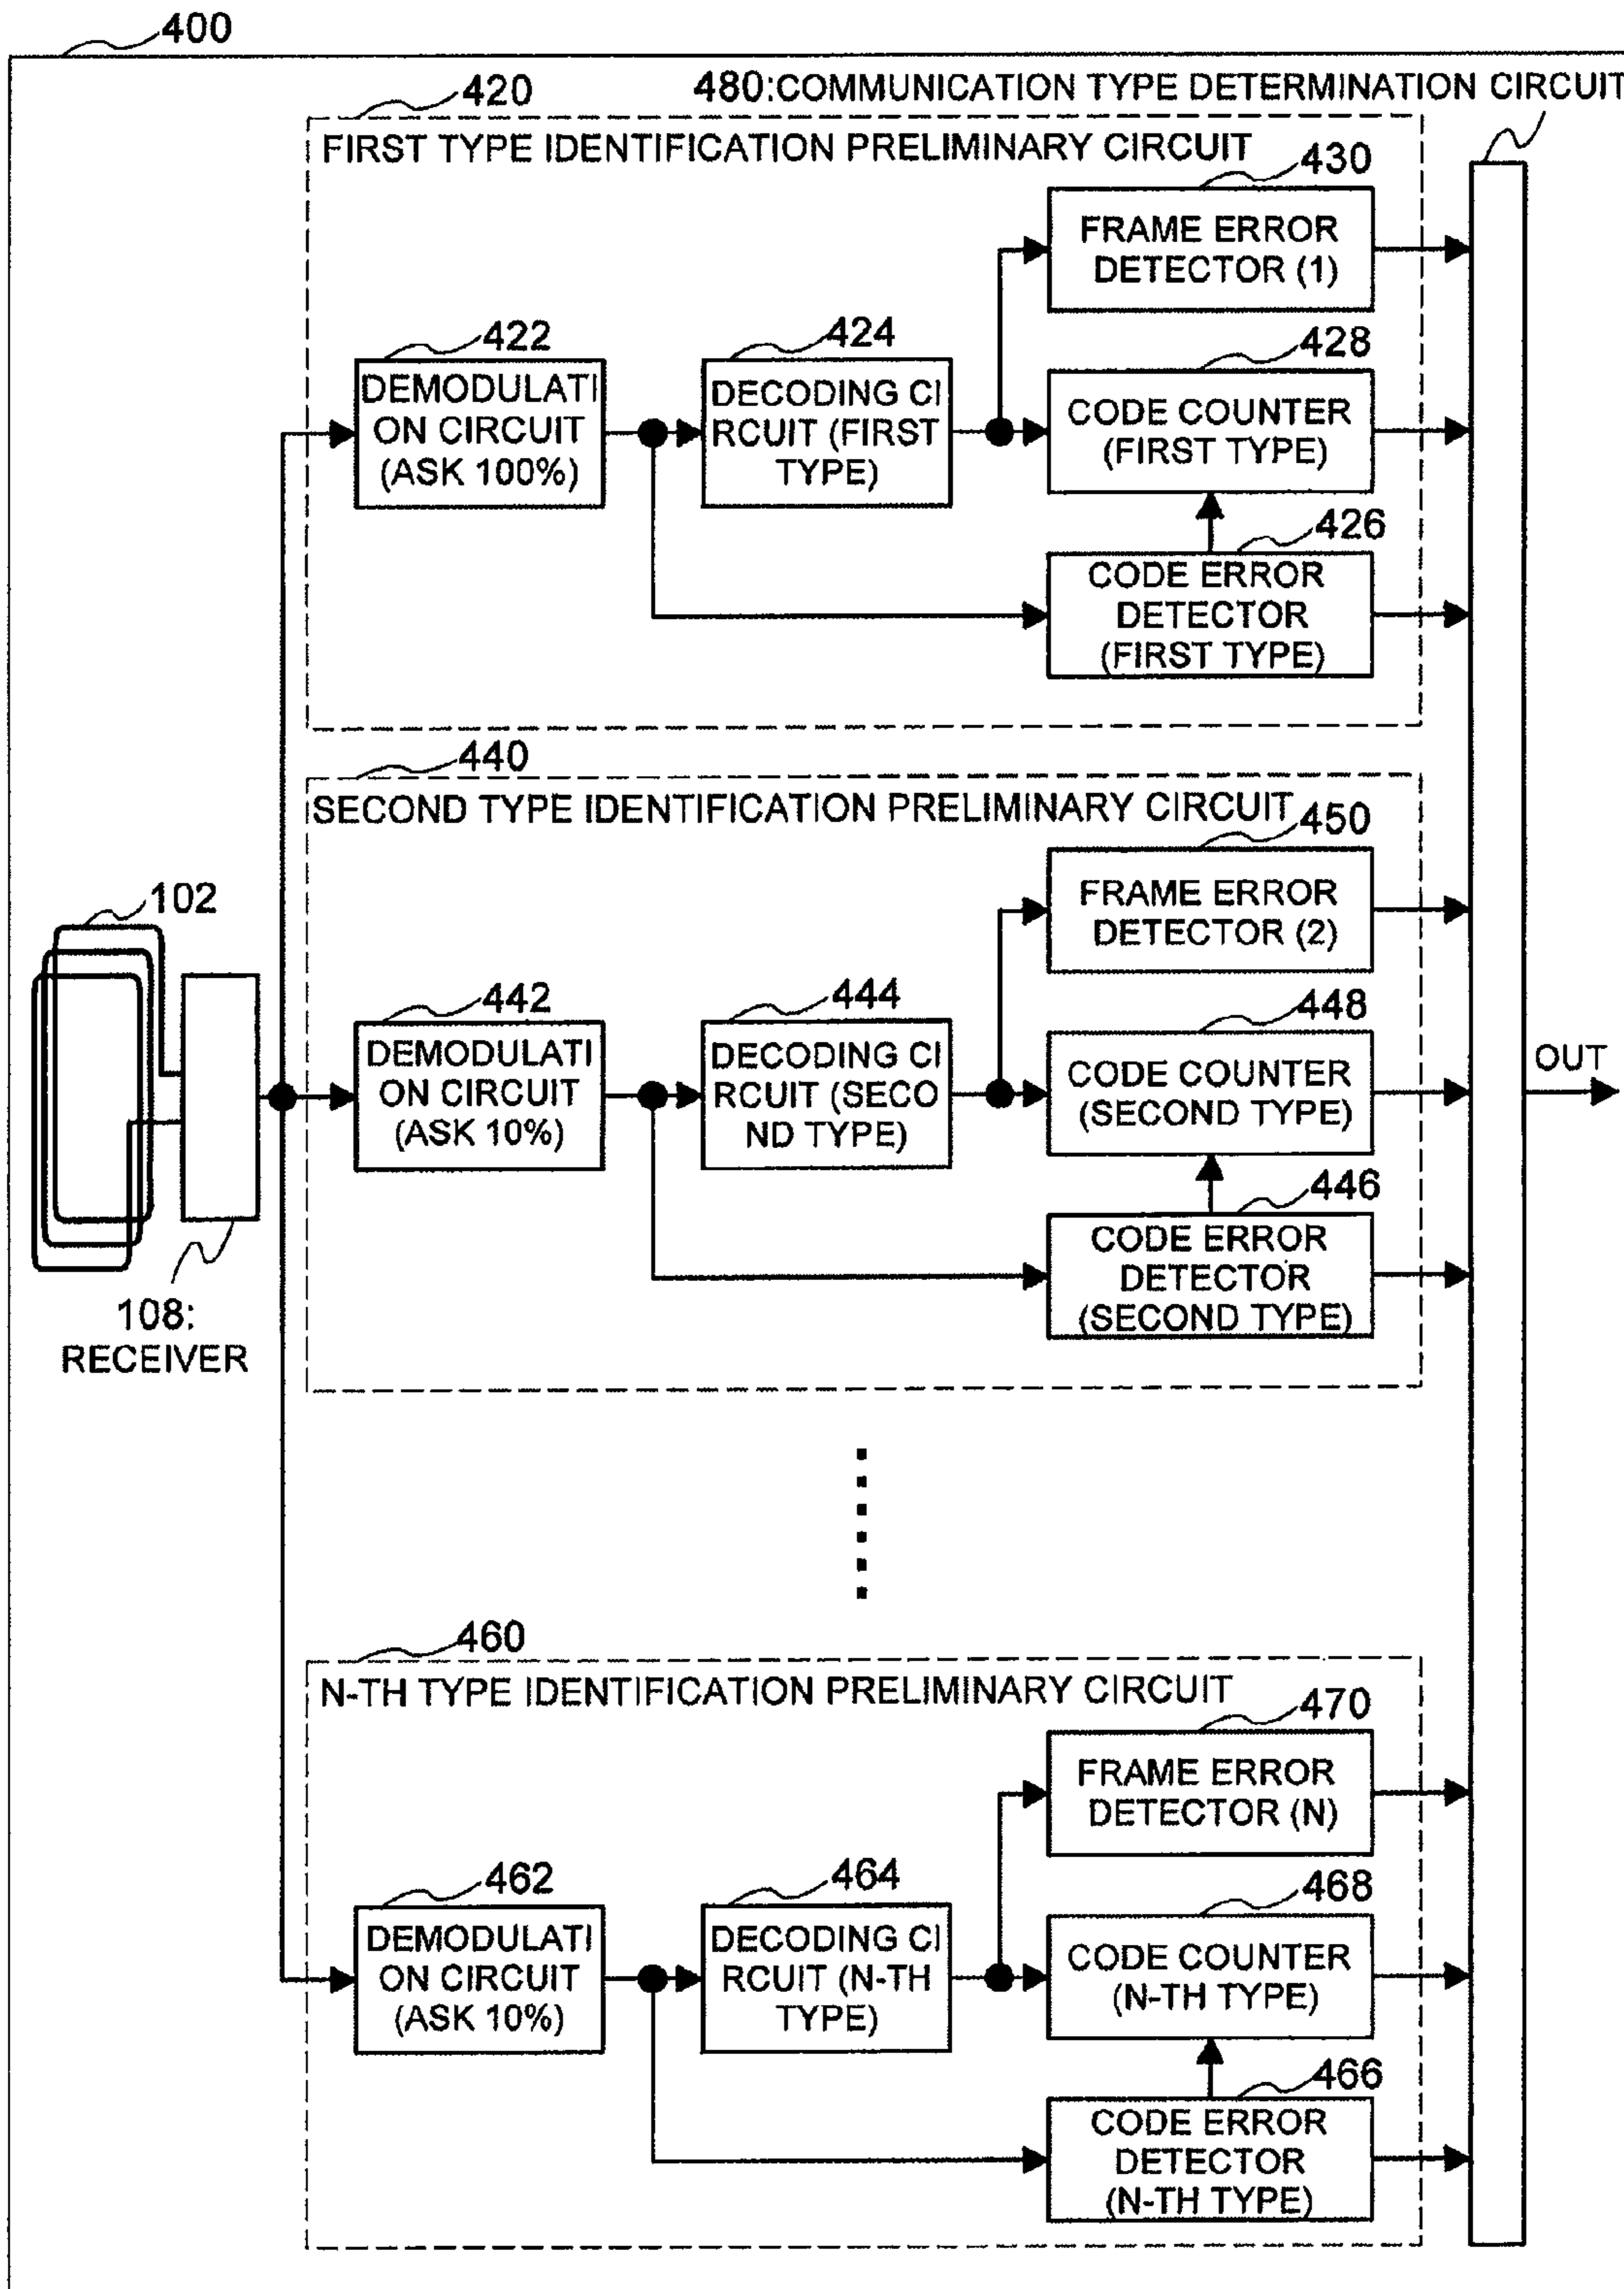 400
480:COMMUNICATION TYPE DETERMINATION CIRCUIT
420
FIRST TYPE IDENTIFICATION PRELIMINARY CIRCUIT
430
FRAME ERROR
DETECTOR (1)
422
DEMODULATI
ON CIRCUIT
(ASK 100%)
424
DECODING CI
RCUIT (FIRST
TYPE)
428
CODE COUNTER
(FIRST TYPE)
426
CODE ERROR
DETECTOR
(FIRST TYPE)
440
SECOND TYPE IDENTIFICATION PRELIMINARY CIRCUIT
450
FRAME ERROR
DETECTOR (2)
102
108:
RECEIVER
442
DEMODULATI
ON CIRCUIT
(ASK 10%)
444
DECODING CI
RCUIT (SECO
ND TYPE)
448
CODE COUNTER
(SECOND TYPE)
446
CODE ERROR
DETECTOR
(SECOND TYPE)
OUT
460
N-TH TYPE IDENTIFICATION PRELIMINARY CIRCUIT
470
FRAME ERROR
DETECTOR (N)
462
DEMODULATI
ON CIRCUIT
(ASK 10%)
464
DECODING CI
RCUIT (N-TH
TYPE)
468
CODE COUNTER
(N-TH TYPE)
466
CODE ERROR
DETECTOR
(N-TH TYPE)